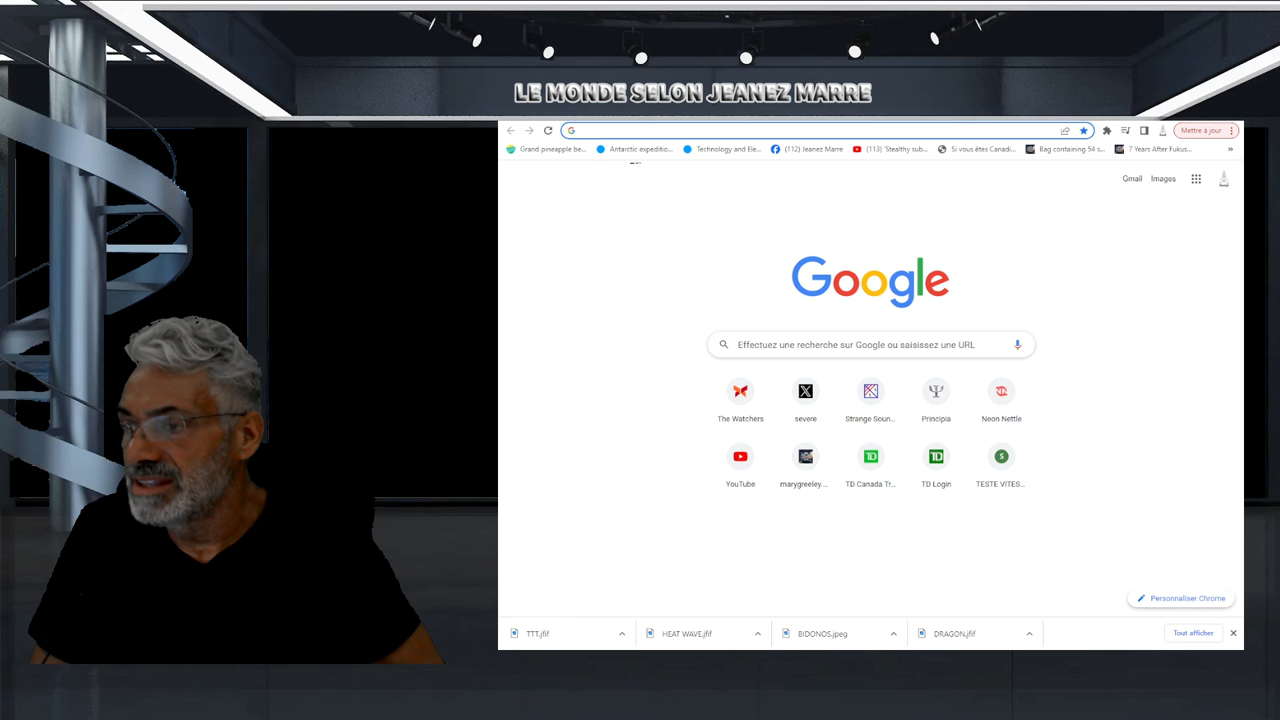 LE MONDE SELON JEANEZ MARRE
Mettre à jour
Grand pineapple be... Antarctic expeditio... Technology and Ele... (112) Jeanez Marre (113) 'Stealthy sub... Si vous êtes Canadi... Bag containing 54 s... 7 Years After Fukus... »
Gmail Images
Google
Effectuez une recherche sur Google ou saisissez une URL
The Watchers severe Strange Soun... Principia Neon Nettle
YouTube marygreeley.... TD Canada Tr... TD Login TESTE VITES...
Personnaliser Chrome
TTT.jfif HEAT WAVE.jfif BIDONOS.jpeg DRAGON.jfif Tout afficher